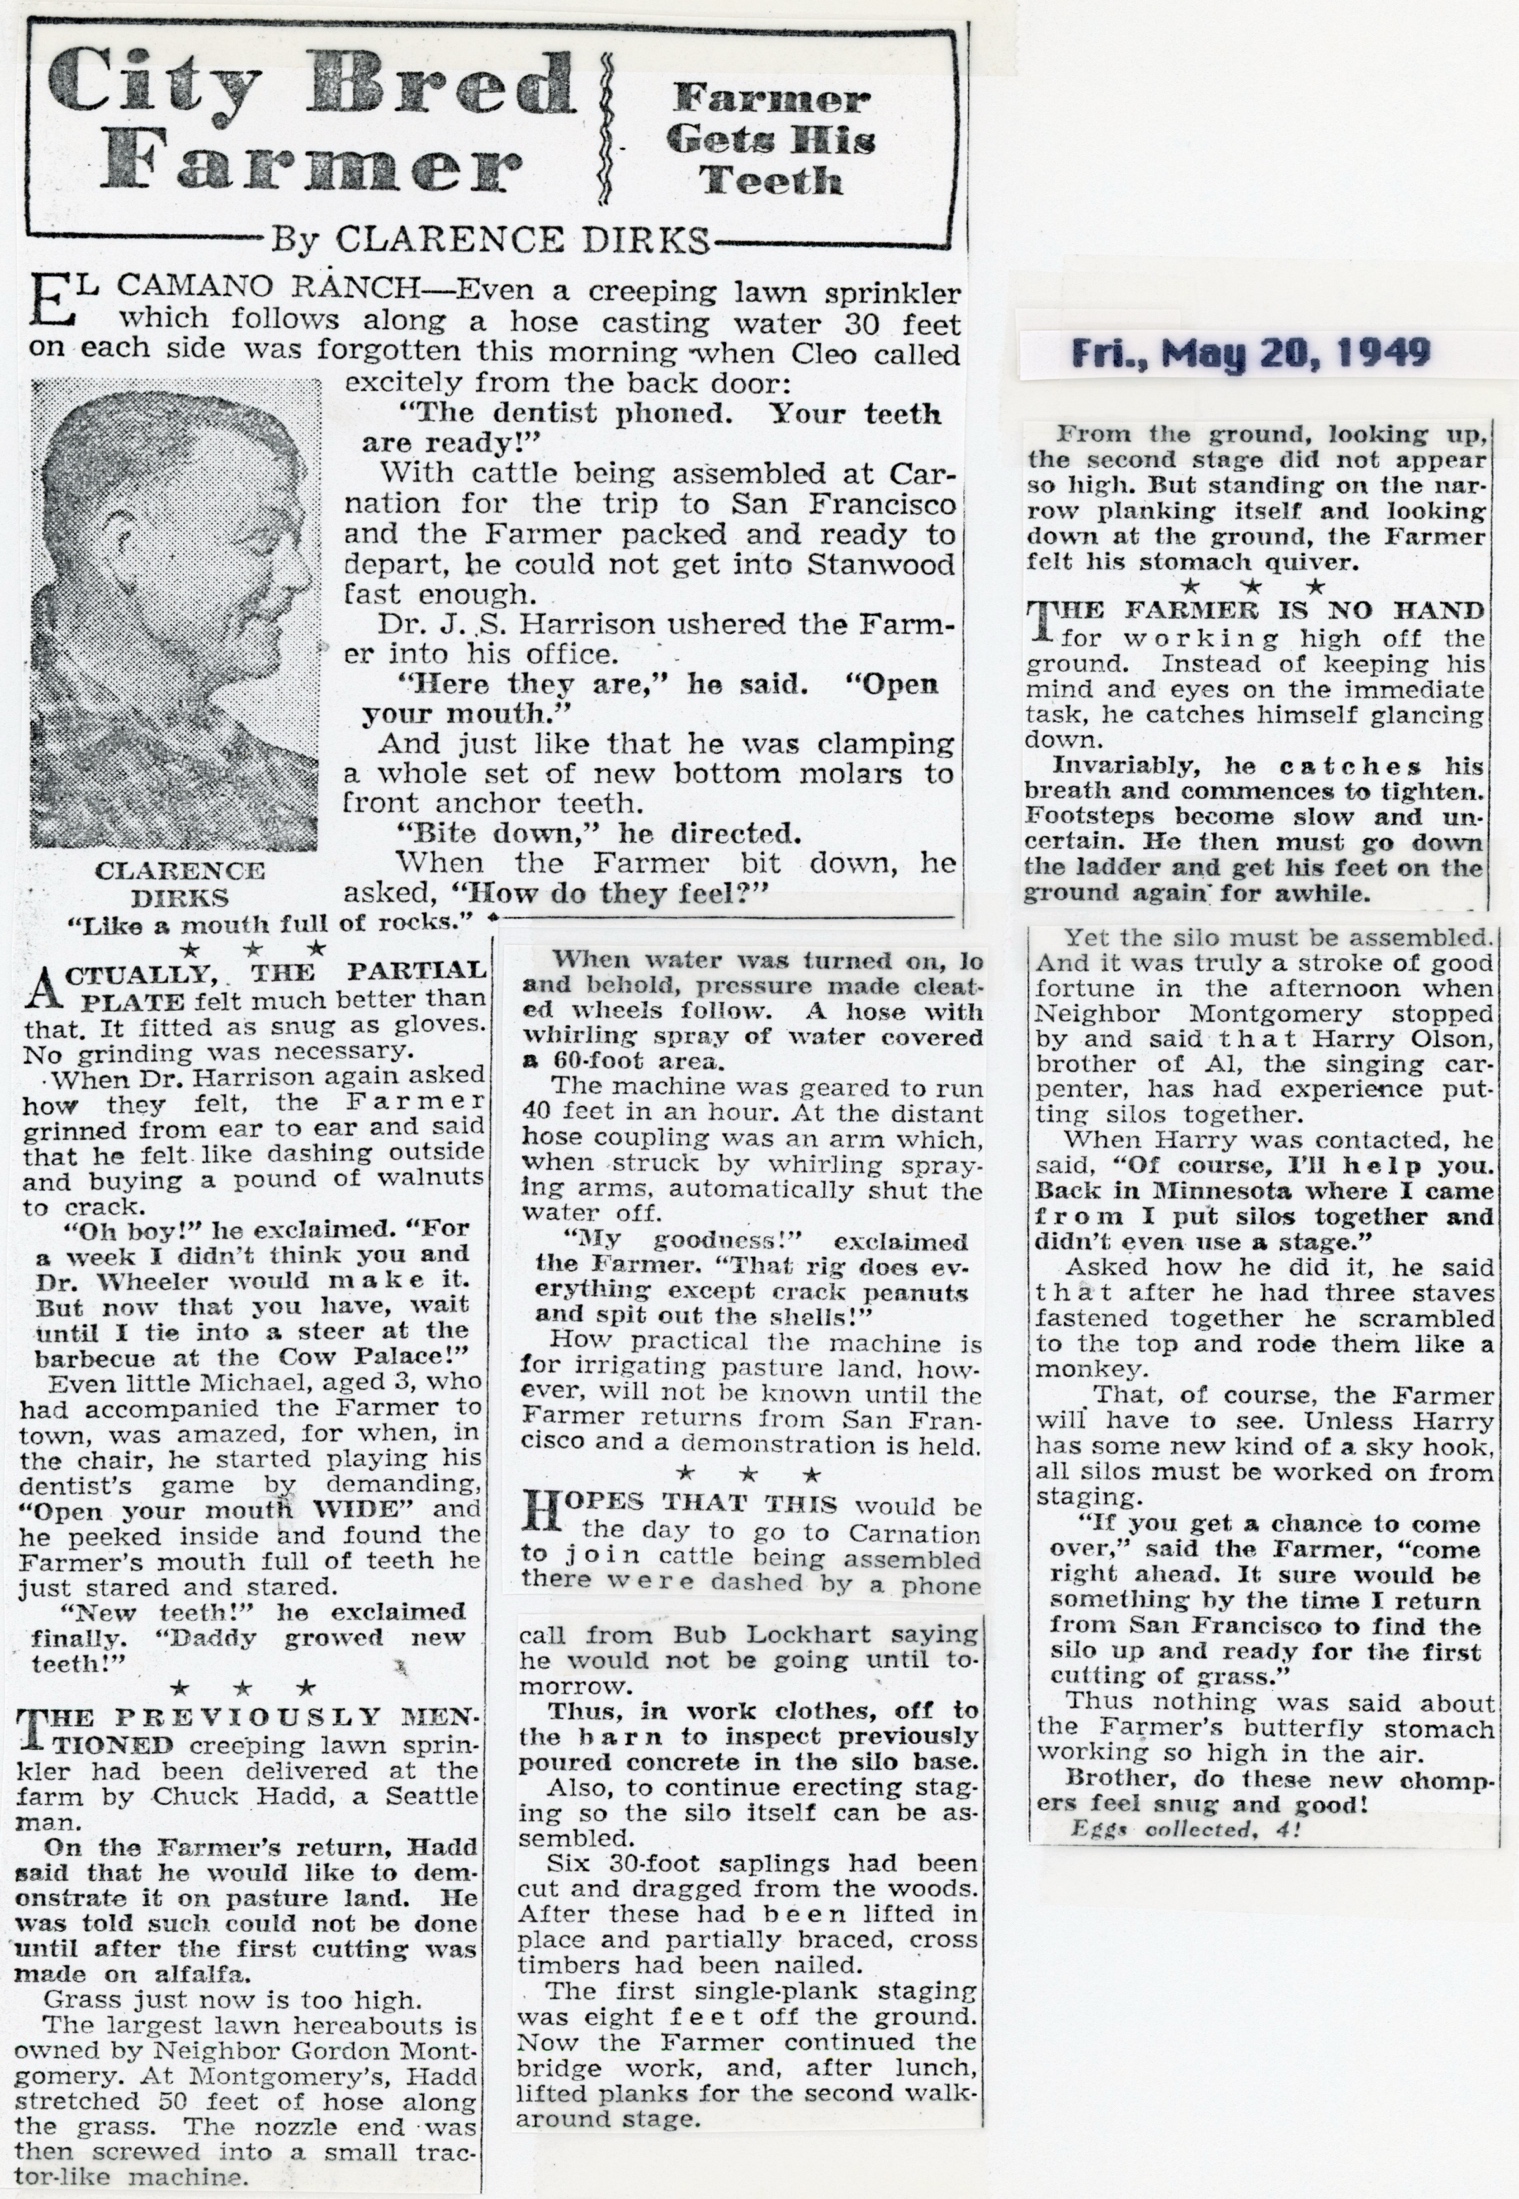 City Bred
Farmer
Farmer
Gets His
Teeth
By CLARENCE DIRKS
EL CAMANO RANCH—Even a creeping lawn sprinkler
which follows along a hose casting water 30 feet
on each side was forgotten this morning when Cleo called
excitely from the back door:
"The dentist phoned. Your teeth
are ready!"
With cattle being assembled at Car-
nation for the trip to San Francisco
and the Farmer packed and ready to
depart, he could not get into Stanwood
fast enough.
Dr. J. S. Harrison ushered the Farm-
er into his office.
"Here they are," he said. "Open
your mouth."
And just like that he was clamping
a whole set of new bottom molars to
front anchor teeth.
"Bite down," he directed.
When the Farmer bit down, he
asked, "How do they feel?"
CLARENCE
DIRKS
"Like a mouth full of rocks."
★ ★ ★
ACTUALLY, THE PARTIAL
PLATE felt much better than
that. It fitted as snug as gloves.
No grinding was necessary.
When Dr. Harrison again asked
how they felt, the Farmer
grinned from ear to ear and said
that he felt like dashing outside
and buying a pound of walnuts
to crack.
"Oh boy!" he exclaimed. "For
a week I didn't think you and
Dr. Wheeler would make it.
But now that you have, wait
until I tie into a steer at the
barbecue at the Cow Palace!"
Even little Michael, aged 3, who
had accompanied the Farmer to
town, was amazed, for when, in
the chair, he started playing his
dentist's game by demanding,
"Open your mouth WIDE" and
he peeked inside and found the
Farmer's mouth full of teeth he
just stared and stared.
"New teeth!" he exclaimed
finally. "Daddy growed new
teeth!"
★ ★ ★
THE PREVIOUSLY MEN-
TIONED creeping lawn sprin-
kler had been delivered at the
farm by Chuck Hadd, a Seattle
man.
On the Farmer's return, Hadd
said that he would like to dem-
onstrate it on pasture land. He
was told such could not be done
until after the first cutting was
made on alfalfa.
Grass just now is too high.
The largest lawn hereabouts is
owned by Neighbor Gordon Mont-
gomery. At Montgomery's, Hadd
stretched 50 feet of hose along
the grass. The nozzle end was
then screwed into a small trac-
tor-like machine.
When water was turned on, lo
and behold, pressure made cleat-
ed wheels follow. A hose with
whirling spray of water covered
a 60-foot area.
The machine was geared to run
40 feet in an hour. At the distant
hose coupling was an arm which,
when struck by whirling spray-
ing arms, automatically shut the
water off.
"My goodness!" exclaimed
the Farmer. "That rig does ev-
erything except crack peanuts
and spit out the shells!"
How practical the machine is
for irrigating pasture land, how-
ever, will not be known until the
Farmer returns from San Fran-
cisco and a demonstration is held.
★ ★ ★
HOPES THAT THIS would be
the day to go to Carnation
to join cattle being assembled
there were dashed by a phone
call from Bub Lockhart saying
he would not be going until to-
morrow.
Thus, in work clothes, off to
the barn to inspect previously
poured concrete in the silo base.
Also, to continue erecting stag-
ing so the silo itself can be as-
sembled.
Six 30-foot saplings had been
cut and dragged from the woods.
After these had been lifted in
place and partially braced, cross
timbers had been nailed.
The first single-plank staging
was eight feet off the ground.
Now the Farmer continued the
bridge work, and, after lunch,
lifted planks for the second walk-
around stage.
Fri., May 20, 1949
From the ground, looking up,
the second stage did not appear
so high. But standing on the nar-
row planking itself and looking
down at the ground, the Farmer
felt his stomach quiver.
★ ★ ★
THE FARMER IS NO HAND
for working high off the
ground. Instead of keeping his
mind and eyes on the immediate
task, he catches himself glancing
down.
Invariably, he catches his
breath and commences to tighten.
Footsteps become slow and un-
certain. He then must go down
the ladder and get his feet on the
ground again for awhile.
Yet the silo must be assembled.
And it was truly a stroke of good
fortune in the afternoon when
Neighbor Montgomery stopped
by and said that Harry Olson,
brother of Al, the singing car-
penter, has had experience put-
ting silos together.
When Harry was contacted, he
said, "Of course, I'll help you.
Back in Minnesota where I came
from I put silos together and
didn't even use a stage."
Asked how he did it, he said
that after he had three staves
fastened together he scrambled
to the top and rode them like a
monkey.
That, of course, the Farmer
will have to see. Unless Harry
has some new kind of a sky hook,
all silos must be worked on from
staging.
"If you get a chance to come
over," said the Farmer, "come
right ahead. It sure would be
something by the time I return
from San Francisco to find the
silo up and ready for the first
cutting of grass."
Thus nothing was said about
the Farmer's butterfly stomach
working so high in the air.
Brother, do these new chomp-
ers feel snug and good!
Eggs collected, 4!